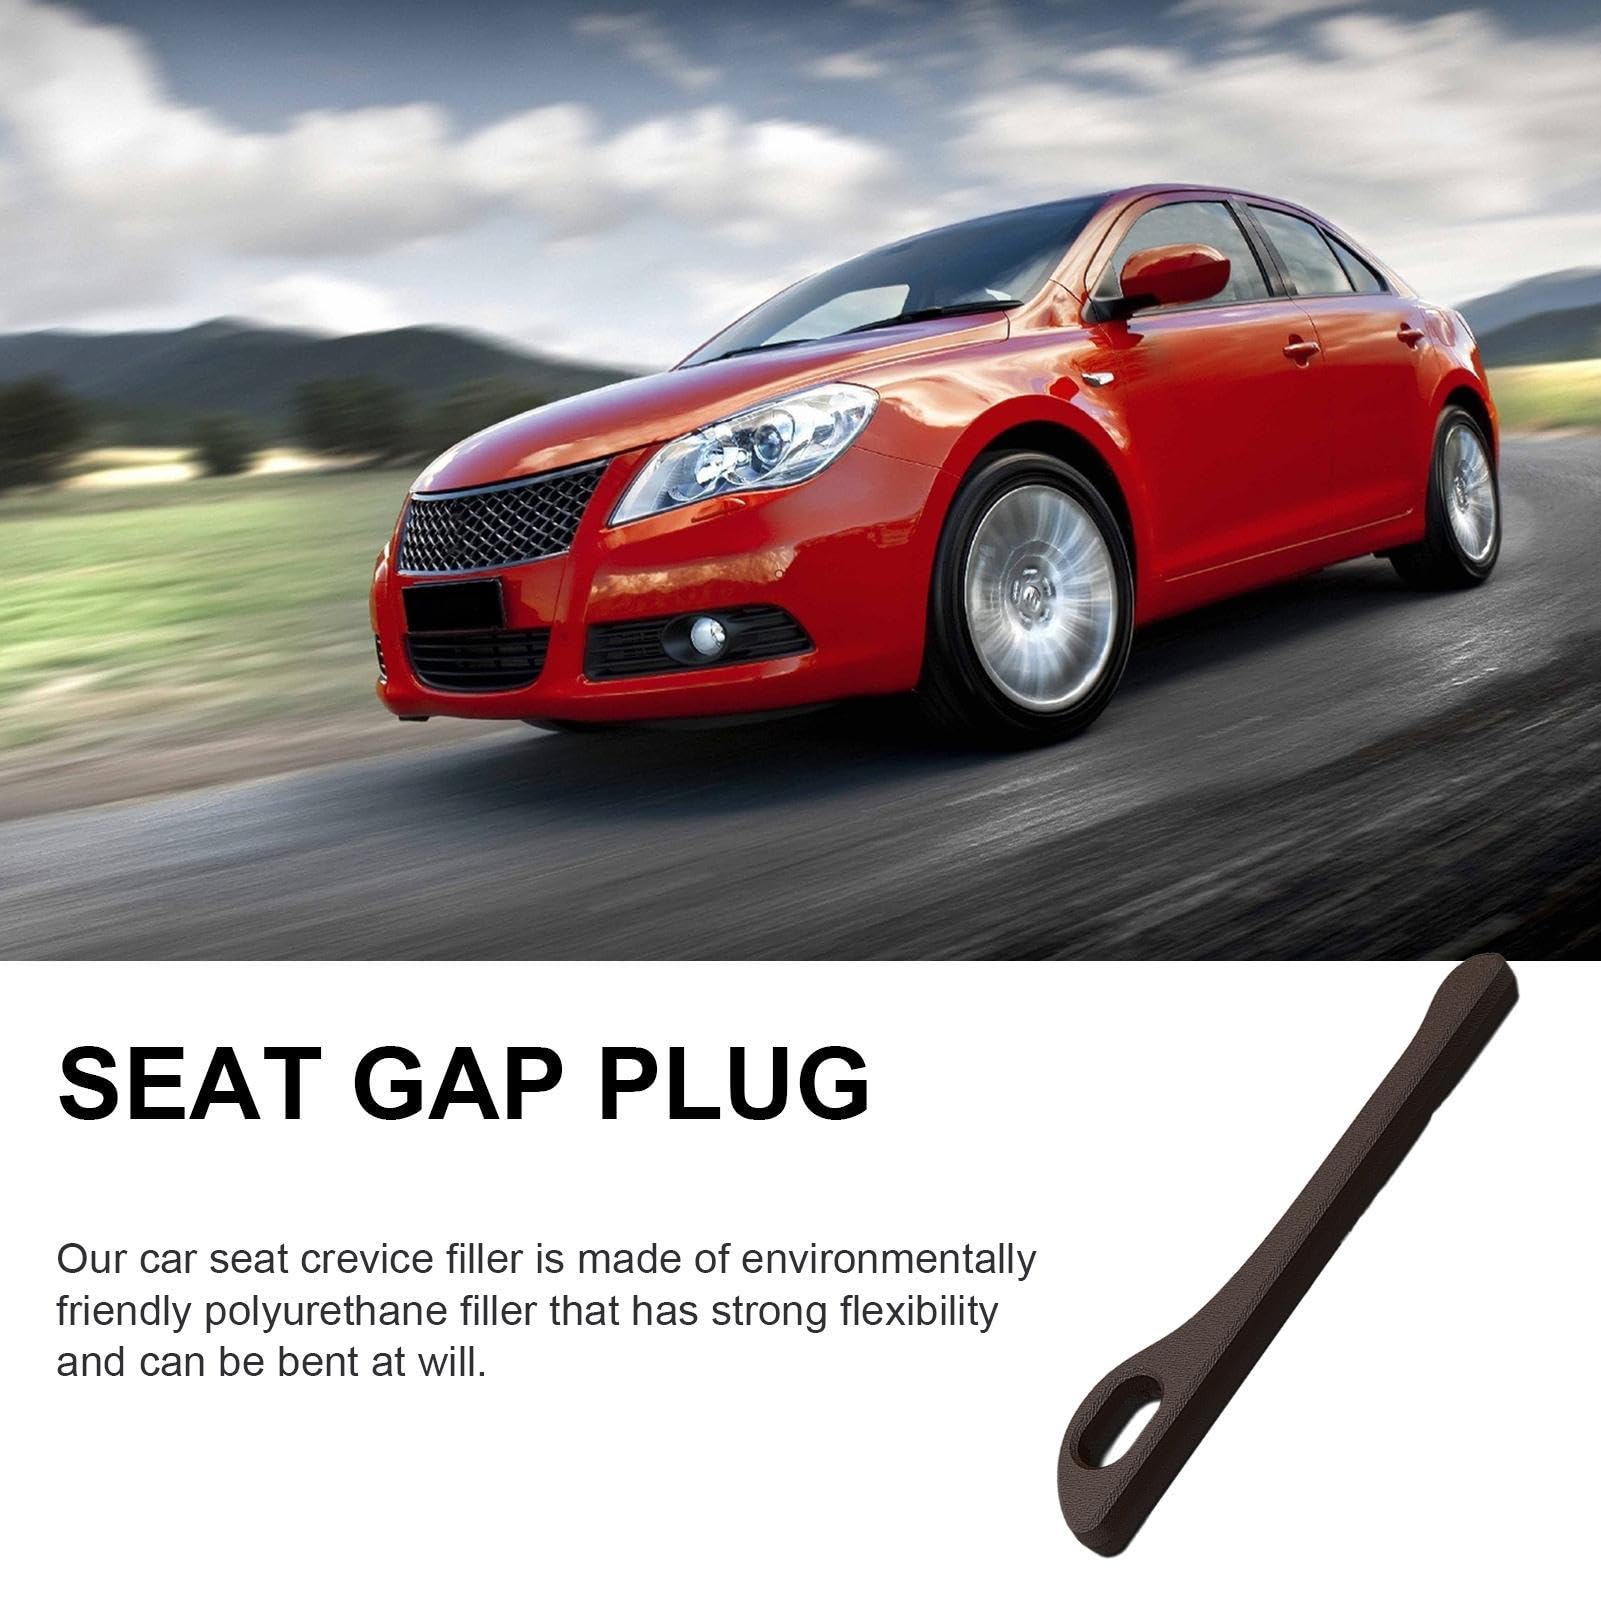 SEAT GAP PLUG
Our car seat crevice filler is made of environmentally
friendly polyurethane filler that has strong flexibility
and can be bent at will.